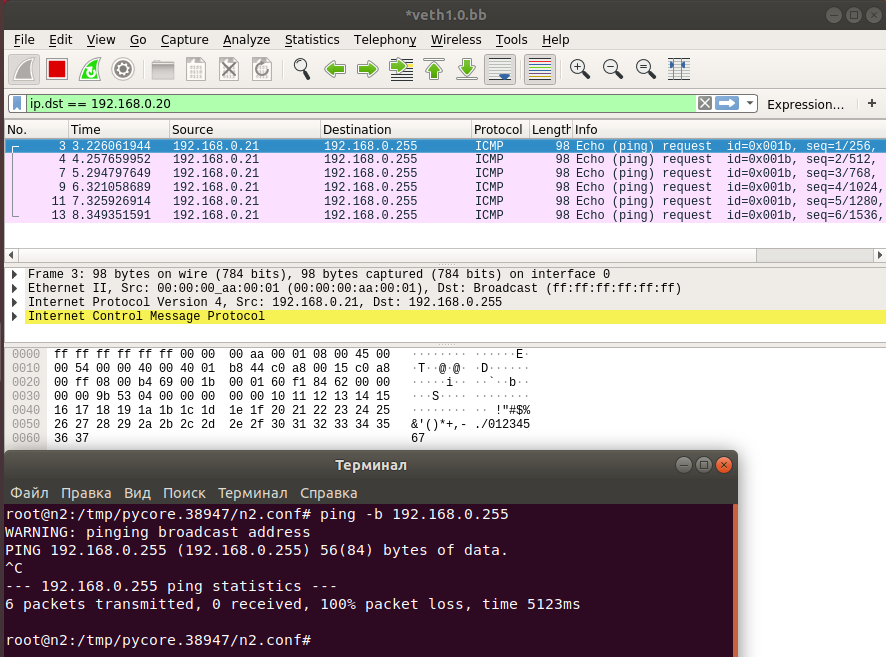 *veth1.0.bb
File Edit View Go Capture Analyze Statistics Telephony Wireless Tools Help
ip.dst == 192.168.0.20 Expression… +
No. Time Source Destination Protocol Length Info
3 3.226061944 192.168.0.21 192.168.0.255 ICMP 98 Echo (ping) request id=0x001b, seq=1/256,
4 4.257659952 192.168.0.21 192.168.0.255 ICMP 98 Echo (ping) request id=0x001b, seq=2/512,
7 5.294797649 192.168.0.21 192.168.0.255 ICMP 98 Echo (ping) request id=0x001b, seq=3/768,
9 6.321058689 192.168.0.21 192.168.0.255 ICMP 98 Echo (ping) request id=0x001b, seq=4/1024,
11 7.325926914 192.168.0.21 192.168.0.255 ICMP 98 Echo (ping) request id=0x001b, seq=5/1280,
13 8.349351591 192.168.0.21 192.168.0.255 ICMP 98 Echo (ping) request id=0x001b, seq=6/1536,
Frame 3: 98 bytes on wire (784 bits), 98 bytes captured (784 bits) on interface 0
Ethernet II, Src: 00:00:00_aa:00:01 (00:00:00:aa:00:01), Dst: Broadcast (ff:ff:ff:ff:ff:ff)
Internet Protocol Version 4, Src: 192.168.0.21, Dst: 192.168.0.255
Internet Control Message Protocol
0000 ff ff ff ff ff ff 00 00 00 aa 00 01 08 00 45 00 ········ ······E·
0010 00 54 00 00 40 00 40 01 b8 44 c0 a8 00 15 c0 a8 ·T··@·@· ·D······
0020 00 ff 08 00 b4 69 00 1b 00 01 60 f1 84 62 00 00 ·····i·· ··`··b··
0030 00 00 9b 53 04 00 00 00 00 00 10 11 12 13 14 15 ···S···· ········
0040 16 17 18 19 1a 1b 1c 1d 1e 1f 20 21 22 23 24 25 ········ ·· !"#$%
0050 26 27 28 29 2a 2b 2c 2d 2e 2f 30 31 32 33 34 35 &'()*+,- ./012345
0060 36 37 67
Терминал
Файл Правка Вид Поиск Терминал Справка
root@n2:/tmp/pycore.38947/n2.conf# ping -b 192.168.0.255
WARNING: pinging broadcast address
PING 192.168.0.255 (192.168.0.255) 56(84) bytes of data.
^C
--- 192.168.0.255 ping statistics ---
6 packets transmitted, 0 received, 100% packet loss, time 5123ms
root@n2:/tmp/pycore.38947/n2.conf#